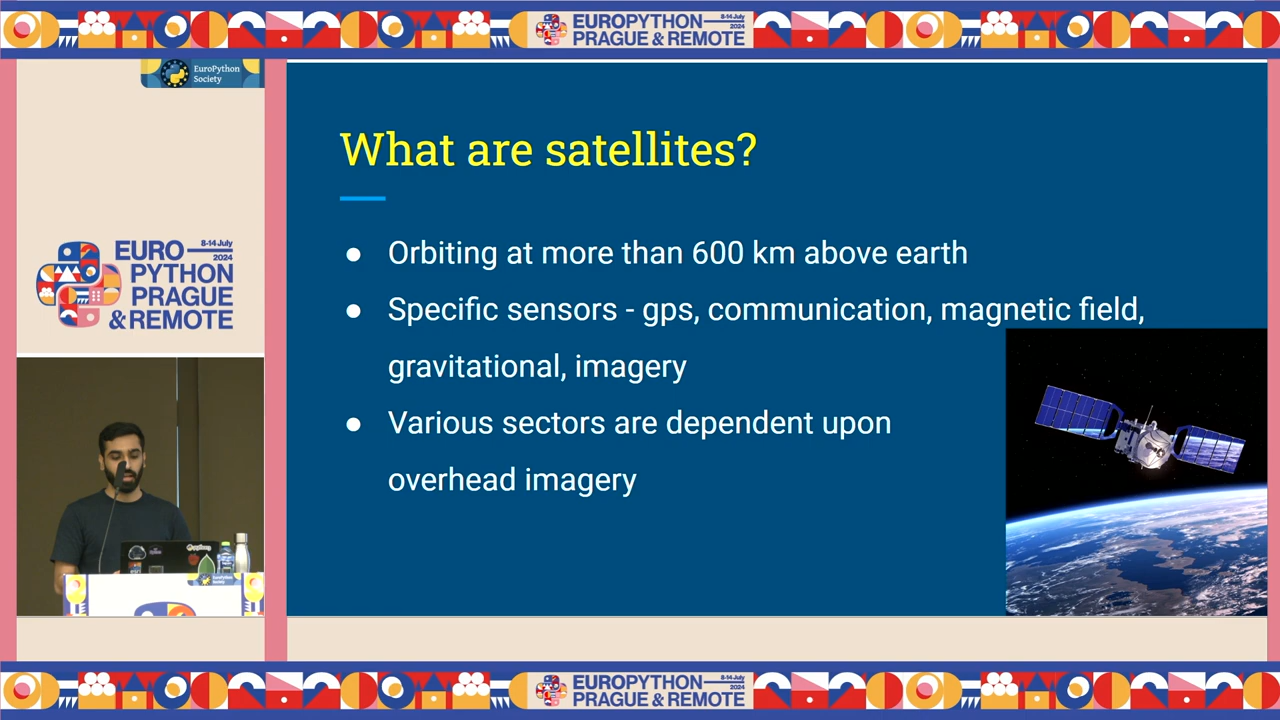 EUROPYTHON
8-14 July
2024
PRAGUE & REMOTE
EuroPython
Society
EURO
8-14 July
2024
PYTHON
PRAGUE
& REMOTE
What are satellites?
● Orbiting at more than 600 km above earth
● Specific sensors - gps, communication, magnetic field,
gravitational, imagery
● Various sectors are dependent upon
overhead imagery
EUROPYTHON
8-14 July
2024
PRAGUE & REMOTE